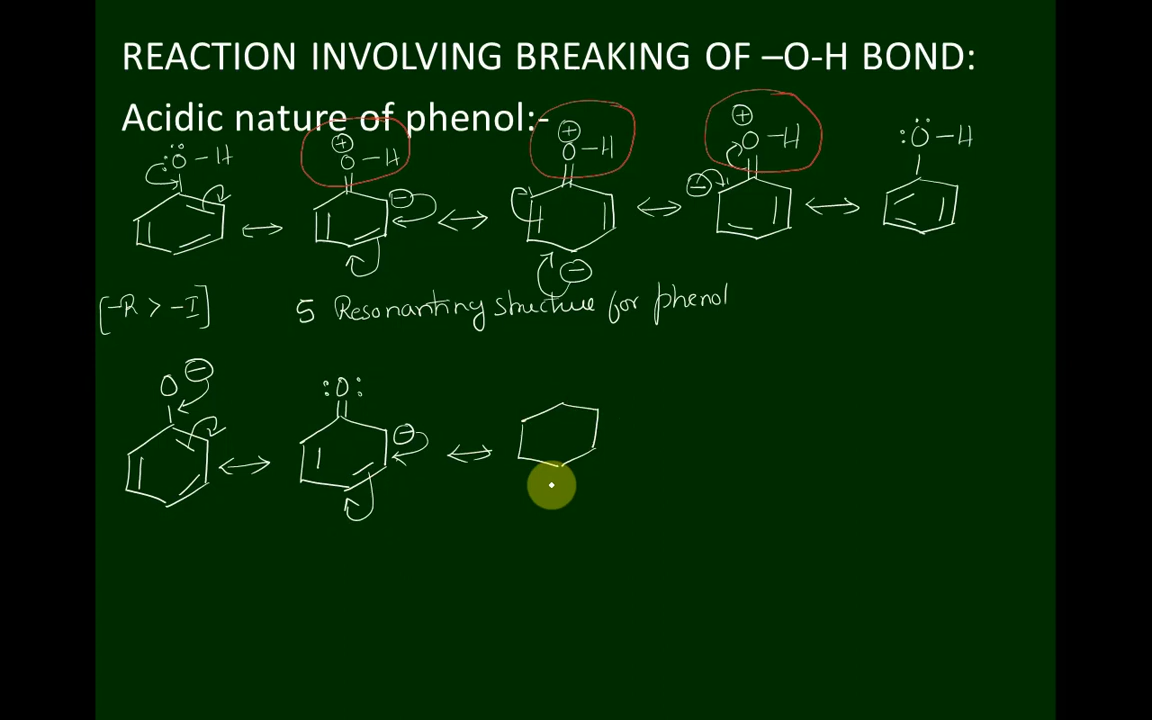 REACTION INVOLVING BREAKING OF –O-H BOND:
Acidic nature of phenol:-
:Ö–H ⊕ O–H ⊕ O–H ⊕ O–H :Ö–H
⊖ ⊖ ⊖
[–R > –I] 5 Resonanting structure for phenol
O ⊖ :O:
⊖